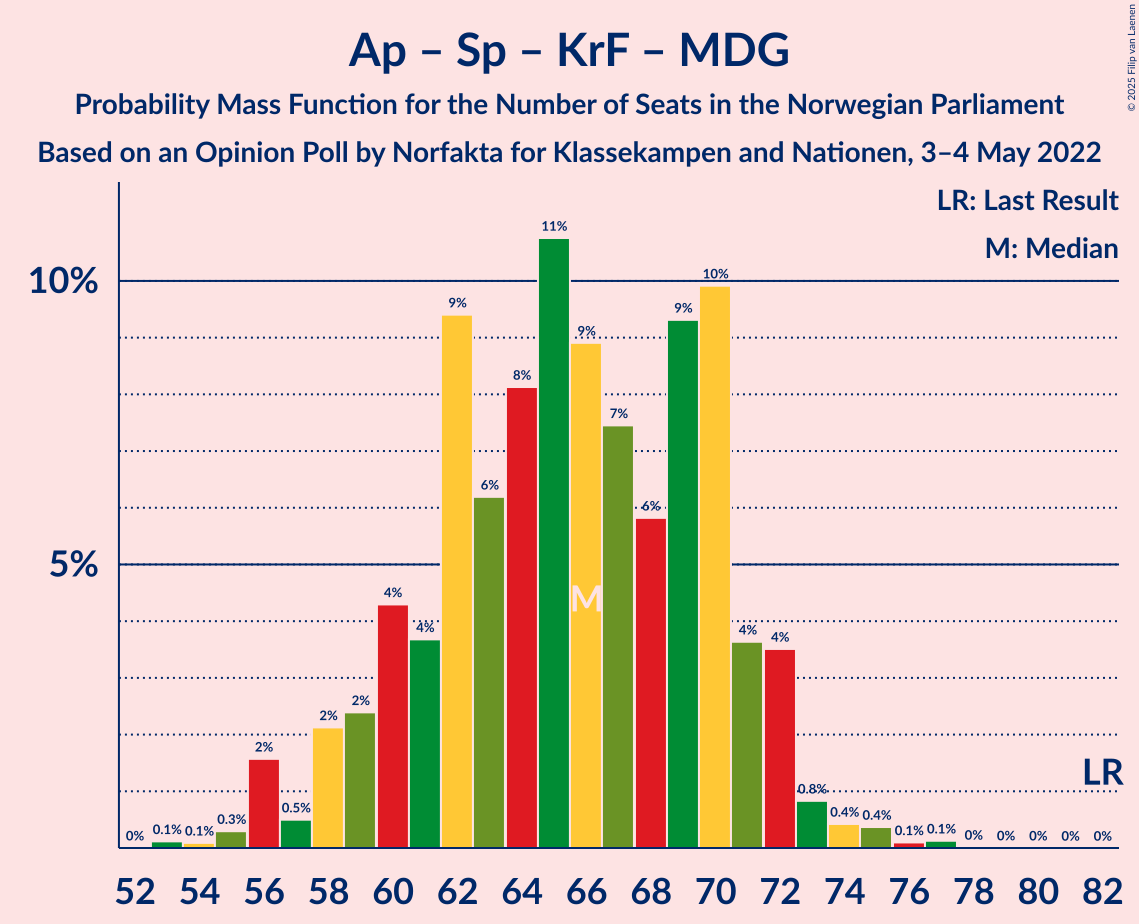 Ap – Sp – KrF – MDG
Probability Mass Function for the Number of Seats in the Norwegian Parliament
Based on an Opinion Poll by Norfakta for Klassekampen and Nationen, 3–4 May 2022
© 2025 Filip van Laenen
LR: Last Result
M: Median
10%
5%
0% 0.1% 0.1% 0.3% 2% 0.5% 2% 2% 4% 4% 9% 6% 8% 11% 9% 7% 6% 9% 10% 4% 4% 0.8% 0.4% 0.4% 0.1% 0.1% 0% 0% 0% 0% 0%
M
LR
52 54 56 58 60 62 64 66 68 70 72 74 76 78 80 82